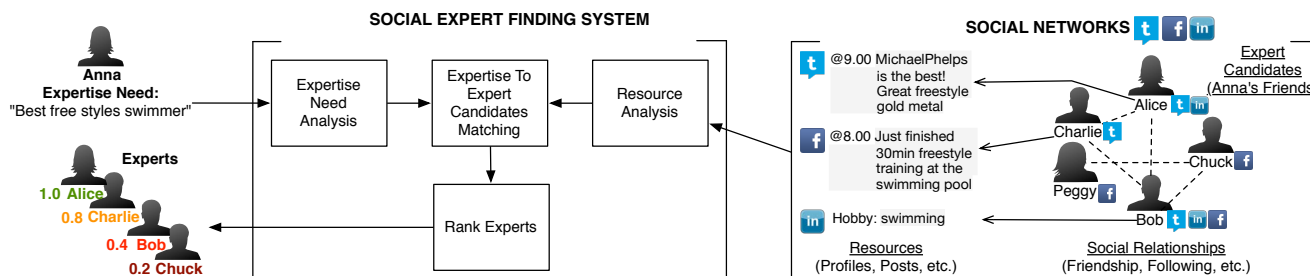 SOCIAL EXPERT FINDING SYSTEM
SOCIAL NETWORKS
Anna
Expertise Need:
"Best free styles swimmer"
Experts
1.0 Alice
0.8 Charlie
0.4 Bob
0.2 Chuck
Expertise
Need
Analysis
Expertise To
Expert
Candidates
Matching
Resource
Analysis
Rank Experts
@9.00 MichaelPhelps
is the best!
Great freestyle
gold metal
@8.00 Just finished
30min freestyle
training at the
swimming pool
Hobby: swimming
Resources
(Profiles, Posts, etc.)
Expert
Candidates
(Anna's Friends
Alice
Charlie
Chuck
Peggy
Bob
Social Relationships
(Friendship, Following, etc.)